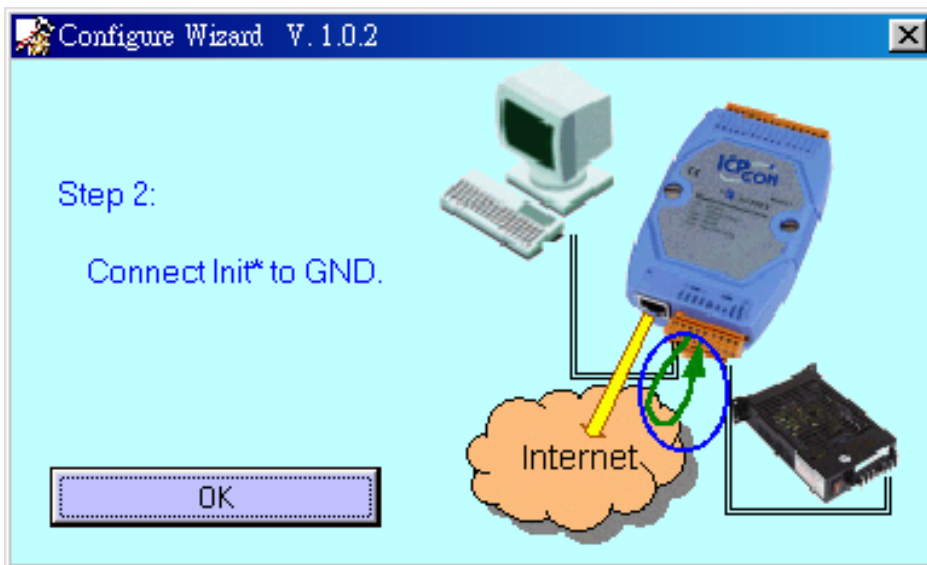 Configure Wizard V. 1.0.2
Step 2:
Connect Init* to GND.
OK
ICP
CON
Internet